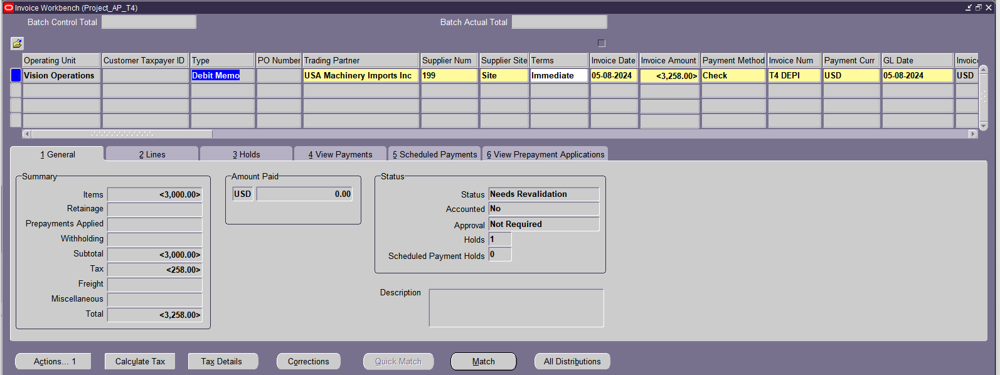 Invoice Workbench (Project_AP_T4)
Batch Control Total Batch Actual Total
Operating Unit Customer Taxpayer ID Type PO Number Trading Partner Supplier Num Supplier Site Terms Invoice Date Invoice Amount Payment Method Invoice Num Payment Curr GL Date Invoic
Vision Operations Debit Memo USA Machinery Imports Inc 199 Site Immediate 05-08-2024 <3,258.00> Check T4 DEPI USD 05-08-2024 USD
1 General 2 Lines 3 Holds 4 View Payments 5 Scheduled Payments 6 View Prepayment Applications
Summary
Items <3,000.00>
Retainage
Prepayments Applied
Withholding
Subtotal <3,000.00>
Tax <258.00>
Freight
Miscellaneous
Total <3,258.00>
Amount Paid
USD 0.00
Status
Status Needs Revalidation
Accounted No
Approval Not Required
Holds 1
Scheduled Payment Holds 0
Description
Actions... 1 Calculate Tax Tax Details Corrections Quick Match Match All Distributions